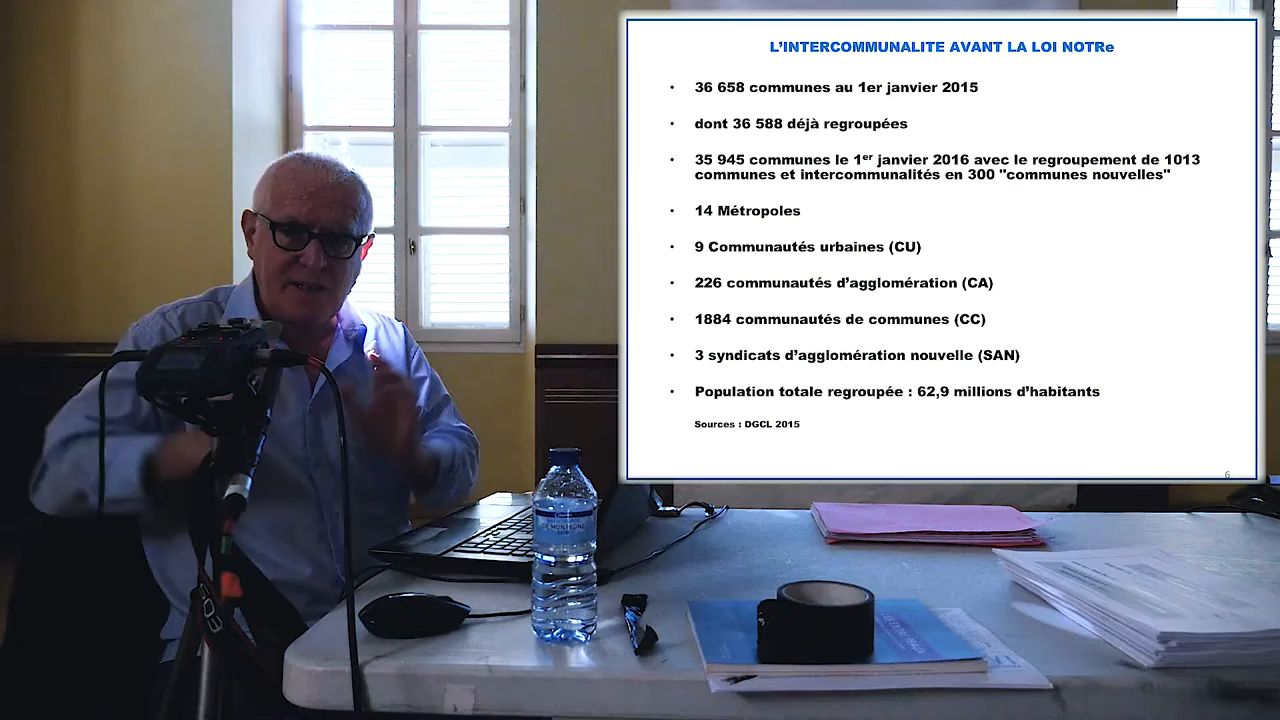 L'INTERCOMMUNALITE AVANT LA LOI NOTRe
• 36 658 communes au 1er janvier 2015
• dont 36 588 déjà regroupées
• 35 945 communes le 1er janvier 2016 avec le regroupement de 1013
communes et intercommunalités en 300 "communes nouvelles"
• 14 Métropoles
• 9 Communautés urbaines (CU)
• 226 communautés d'agglomération (CA)
• 1884 communautés de communes (CC)
• 3 syndicats d'agglomération nouvelle (SAN)
• Population totale regroupée : 62,9 millions d'habitants
Sources : DGCL 2015
6
DE MONTAGNE